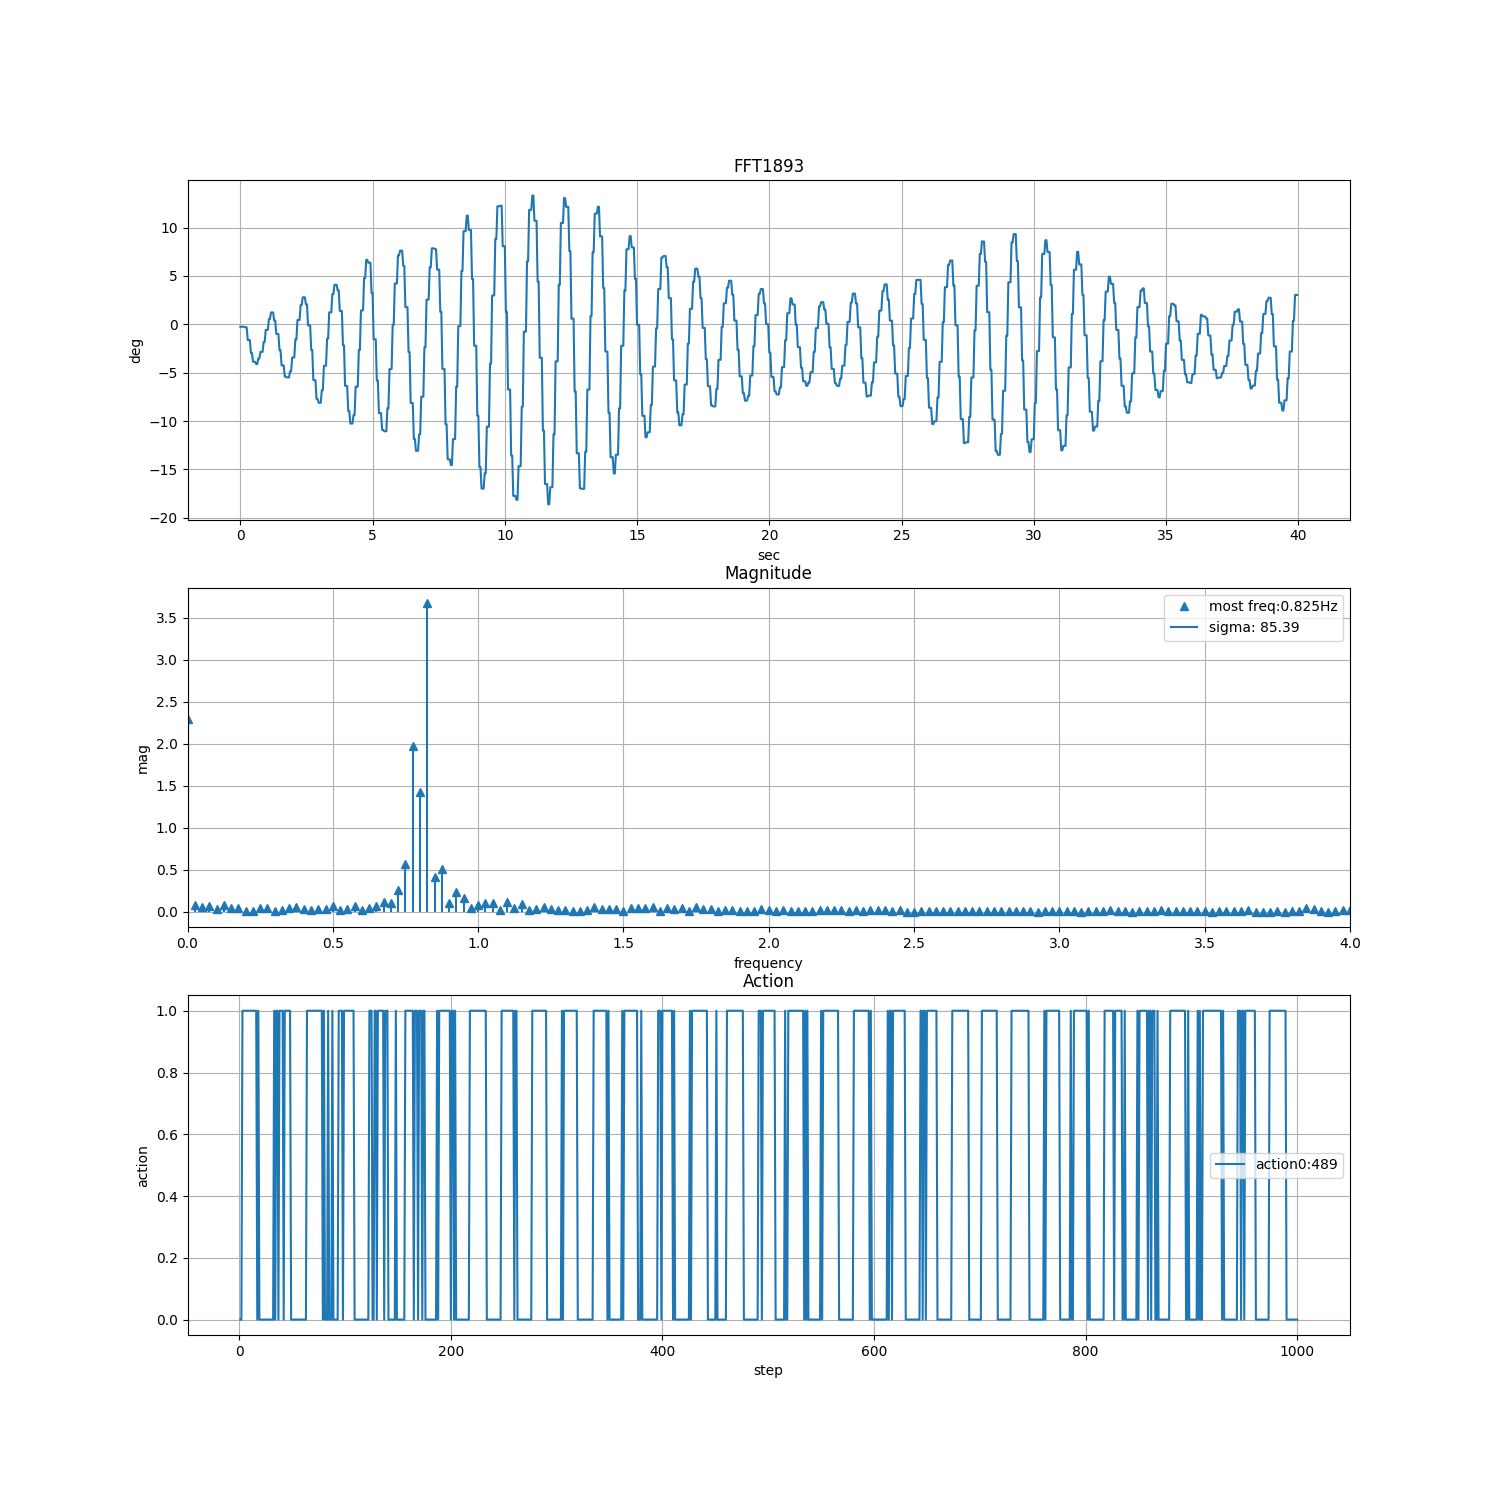 FFT1893
10
5
0
−5
−10
−15
−20
deg
0 5 10 15 20 25 30 35 40
sec
Magnitude
most freq:0.825Hz
sigma: 85.39
3.5
3.0
2.5
2.0
1.5
1.0
0.5
0.0
mag
0.0 0.5 1.0 1.5 2.0 2.5 3.0 3.5 4.0
frequency
Action
1.0
0.8
0.6
0.4
0.2
0.0
action
action0:489
0 200 400 600 800 1000
step